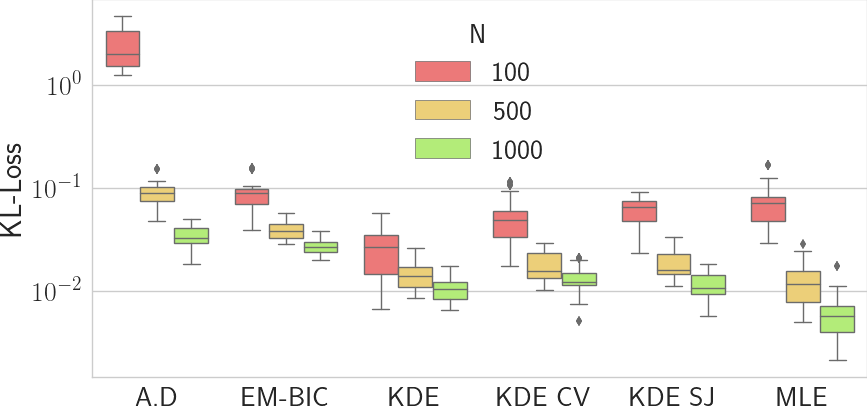 N
100
500
1000
KL-Loss
10^0
10^−1
10^−2
A.D EM-BIC KDE KDE CV KDE SJ MLE